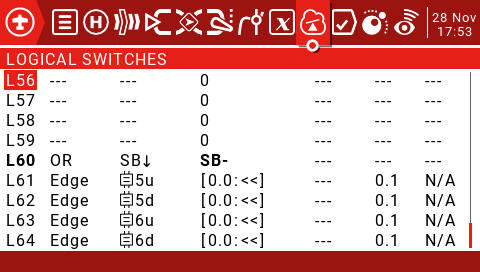 28 Nov
17:53
LOGICAL SWITCHES
L56 --- --- 0 --- --- ---
L57 --- --- 0 --- --- ---
L58 --- --- 0 --- --- ---
L59 --- --- 0 --- --- ---
L60 OR SB↓ SB- --- --- ---
L61 Edge 5u [0.0:<<] --- 0.1 N/A
L62 Edge 5d [0.0:<<] --- 0.1 N/A
L63 Edge 6u [0.0:<<] --- 0.1 N/A
L64 Edge 6d [0.0:<<] --- 0.1 N/A